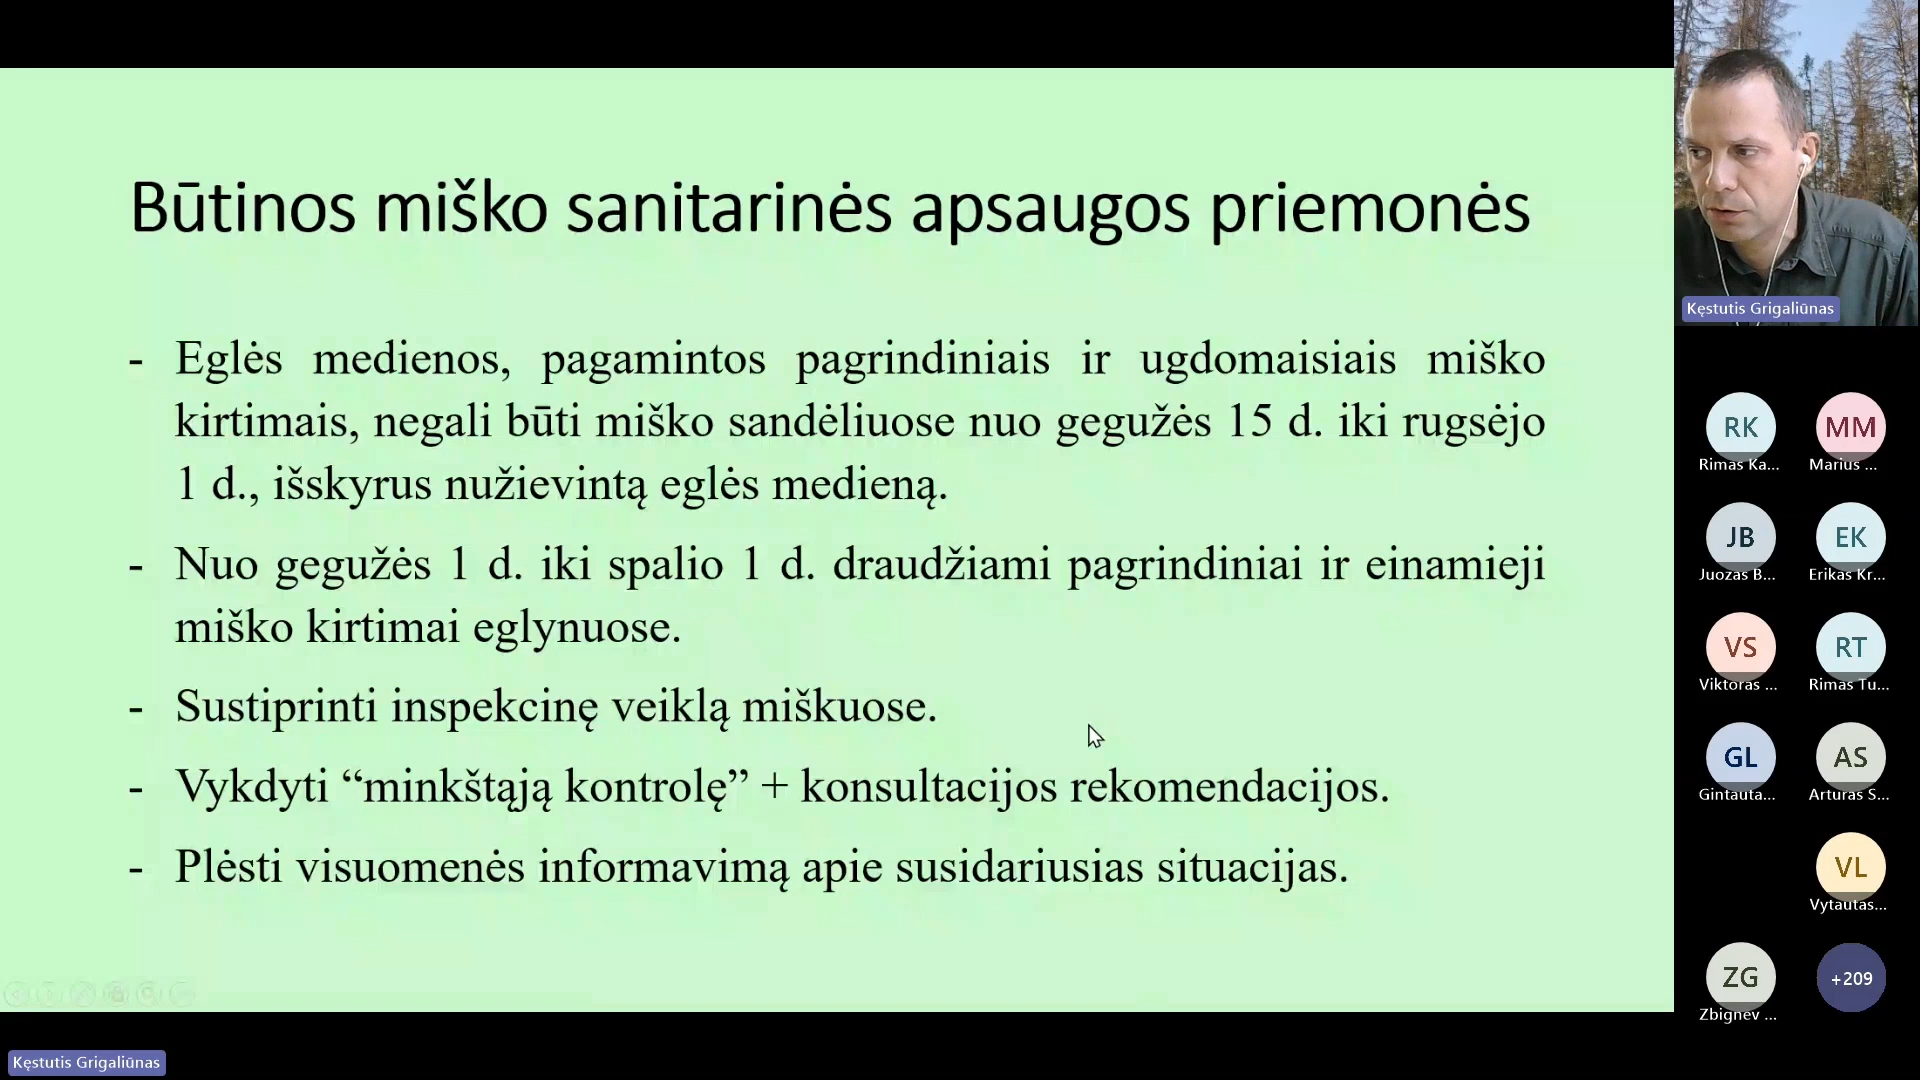 Būtinos miško sanitarinės apsaugos priemonės
- Eglės medienos, pagamintos pagrindiniais ir ugdomaisiais miško
kirtimais, negali būti miško sandėliuose nuo gegužės 15 d. iki rugsėjo
1 d., išskyrus nužievintą eglės medieną.
- Nuo gegužės 1 d. iki spalio 1 d. draudžiami pagrindiniai ir einamieji
miško kirtimai eglynuose.
- Sustiprinti inspekcinę veiklą miškuose.
- Vykdyti “minkštąją kontrolę” + konsultacijos rekomendacijos.
- Plėsti visuomenės informavimą apie susidariusias situacijas.
Kęstutis Grigaliūnas
RK MM
Rimas Ka... Marius ...
JB EK
Juozas B... Erikas Kr...
VS RT
Viktoras ... Rimas Tu...
GL AS
Gintauta... Arturas S...
VL
Vytautas...
ZG +209
Zbignev ...
Kęstutis Grigaliūnas